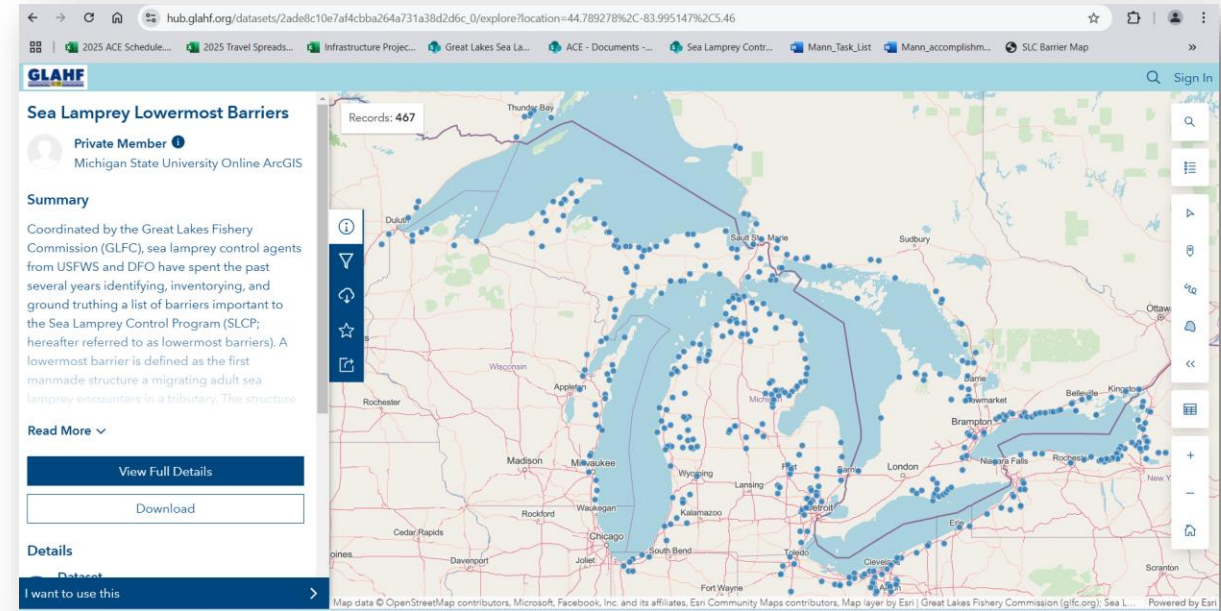 hub.glahf.org/datasets/2ade8c10e7af4cbba264a731a38d2d6c_0/explore?location=44.789278%2C-83.995147%2C5.46
2025 ACE Schedule....
2025 Travel Spreads...
Infrastructure Projec...
Great Lakes Sea La...
ACE - Documents -...
Sea Lamprey Contr...
Mann_Task_List
Mann_accomplishm...
SLC Barrier Map
»
GLAHF
Sign In
Sea Lamprey Lowermost Barriers
Private Member
Michigan State University Online ArcGIS
Summary
Coordinated by the Great Lakes Fishery
Commission (GLFC), sea lamprey control agents
from USFWS and DFO have spent the past
several years identifying, inventorying, and
ground truthing a list of barriers important to
the Sea Lamprey Control Program (SLCP;
hereafter referred to as lowermost barriers). A
lowermost barrier is defined as the first
manmade structure a migrating adult sea
lamprey encounters in a tributary. The structure
Read More
View Full Details
Download
Details
Dataset
I want to use this
Records: 467
Thunder Bay
Duluth
Sault Ste. Marie
Sudbury
Ottaw
Wisconsin
Appleton
Rochester
Barrie
Newmarket
Belleville
Kingston
Brampton
Madison
Milwaukee
Wyoming
Lansing
Flint
Sarnia
London
Niagara Falls
Rochest
New Y
Rockford
Waukegan
Kalamazoo
Detroit
Erie
Cedar Rapids
Chicago
Davenport
Joliet
South Bend
Toledo
Cleveland
Scranton
oines
Fort Wayne
Map data © OpenStreetMap contributors, Microsoft, Facebook, Inc. and its affiliates, Esri Community Maps contributors, Map layer by Esri | Great Lakes Fishery Commission (glfc.org); Sea L...
Powered by Esri